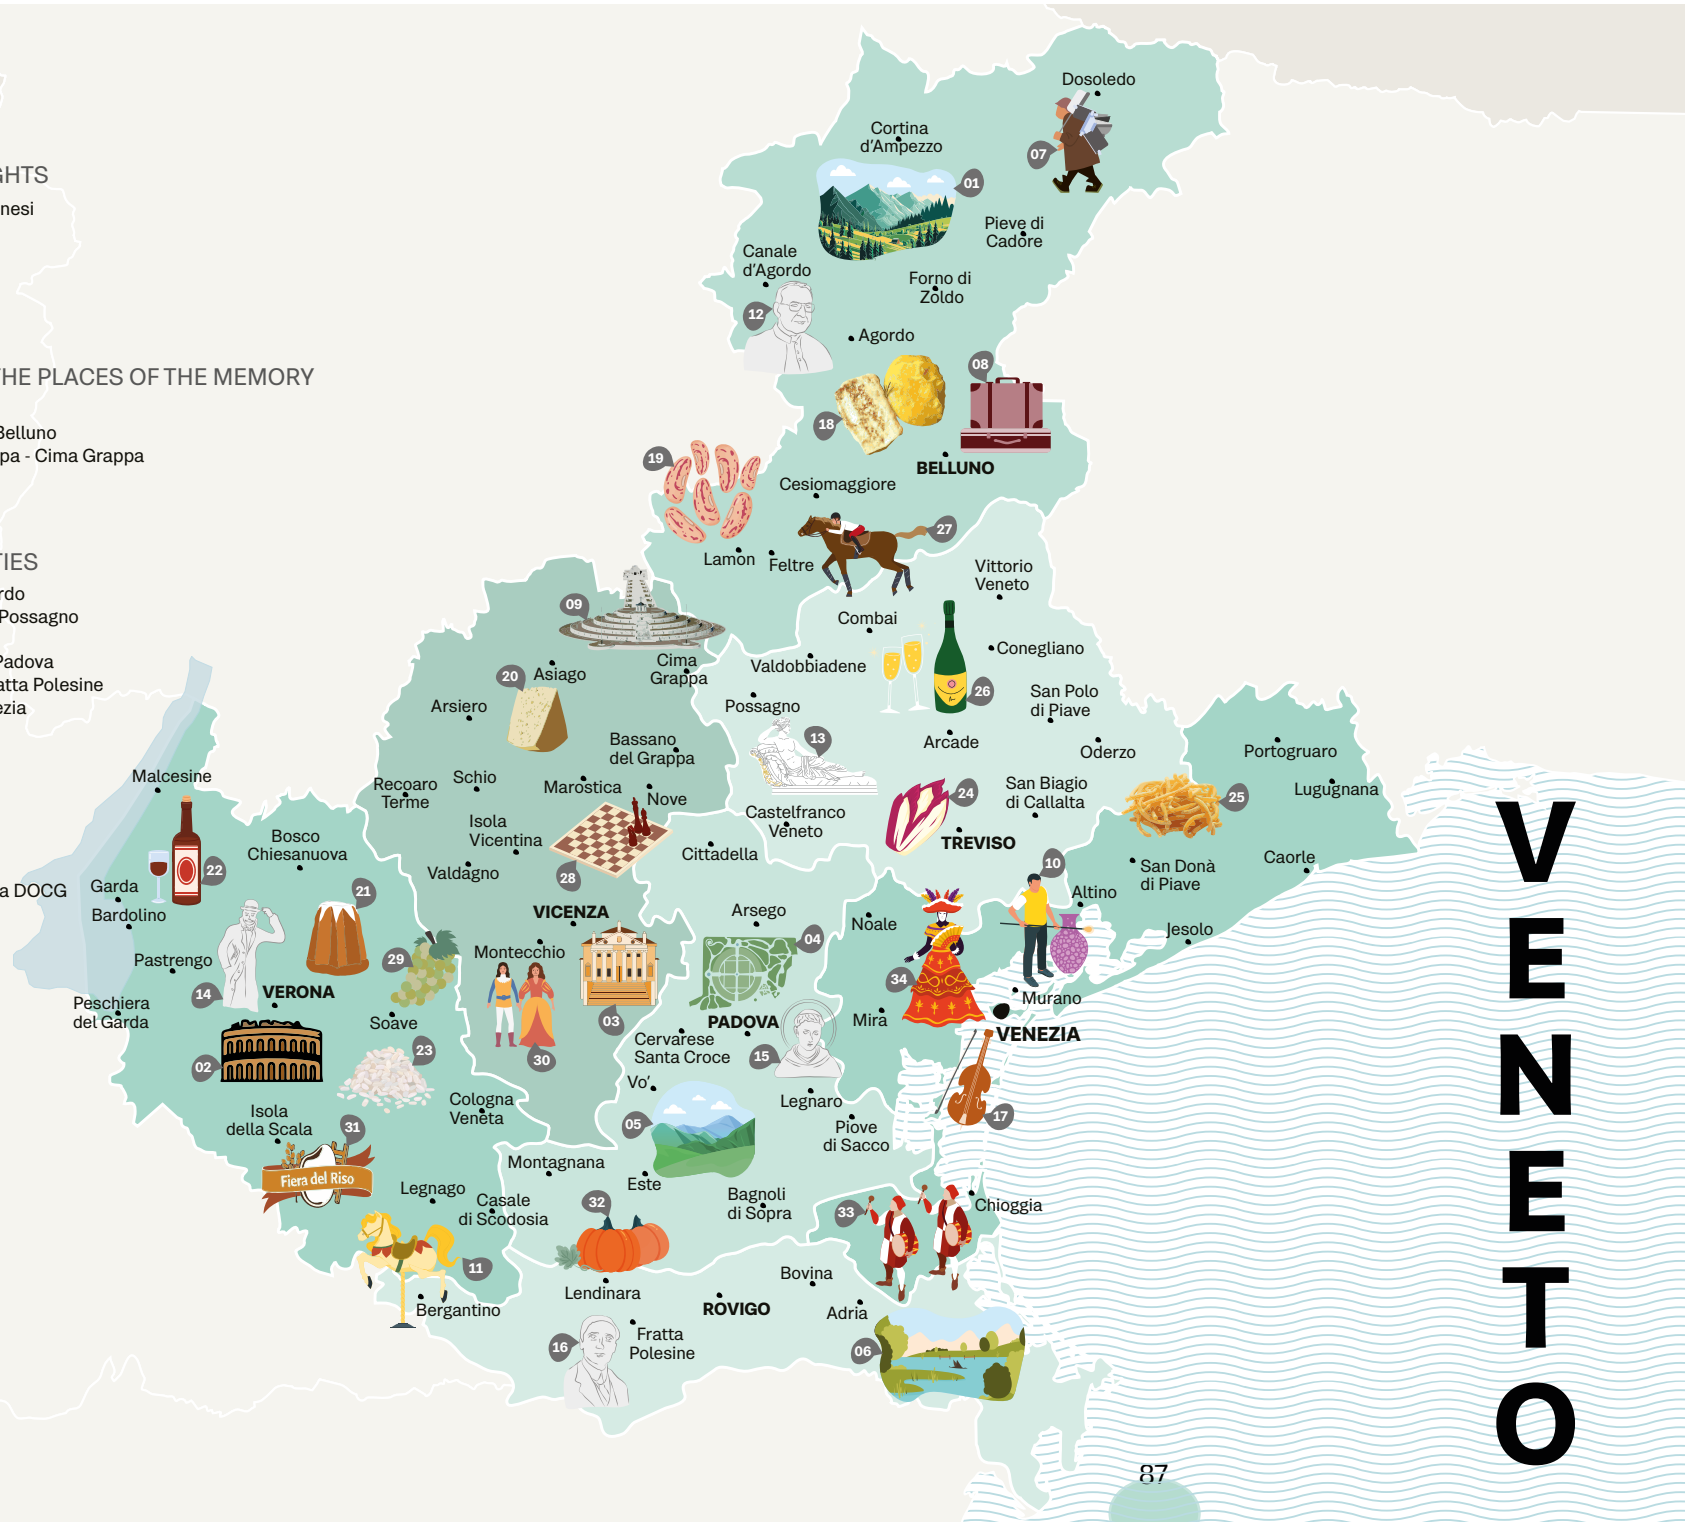 GHTS
nesi
THE PLACES OF THE MEMORY
Belluno
pa - Cima Grappa
TIES
rdo
Possagno
Padova
atta Polesine
ezia
a DOCG
Dosoledo
07
Cortina
d'Ampezzo
01
Pieve di
Cadore
Canale
d'Agordo
12
Forno di
Zoldo
Agordo
08
18
BELLUNO
19
Cesiomaggiore
27
Lamon
Feltre
Vittorio
Veneto
09
Combai
Cima
Grappa
Valdobbiadene
Conegliano
20
Asiago
26
San Polo
di Piave
Arsiero
Possagno
13
Arcade
Oderzo
Portogruaro
Bassano
del Grappa
Malcesine
Recoaro
Terme
Schio
Marostica
Nove
24
San Biagio
di Callalta
25
Lugugnana
Castelfranco
Veneto
Isola
Vicentina
TREVISO
Bosco
Chiesanuova
Cittadella
Valdagno
28
22
10
San Donà
di Piave
Caorle
Garda
Bardolino
21
Altino
VICENZA
Arsego
Noale
Jesolo
04
Montecchio
29
Pastrengo
14
VERONA
34
Murano
Peschiera
del Garda
Soave
03
PADOVA
Mira
VENEZIA
Cervarese
Santa Croce
15
02
23
30
Vo'
Cologna
Veneta
Legnaro
17
Isola
della Scala
31
05
Piove
di Sacco
Fiera del Riso
Montagnana
Este
Legnago
Casale
di Scodosia
32
Bagnoli
di Sopra
33
Chioggia
11
Bovina
Lendinara
Bergantino
ROVIGO
Adria
16
Fratta
Polesine
06
87
VENETO